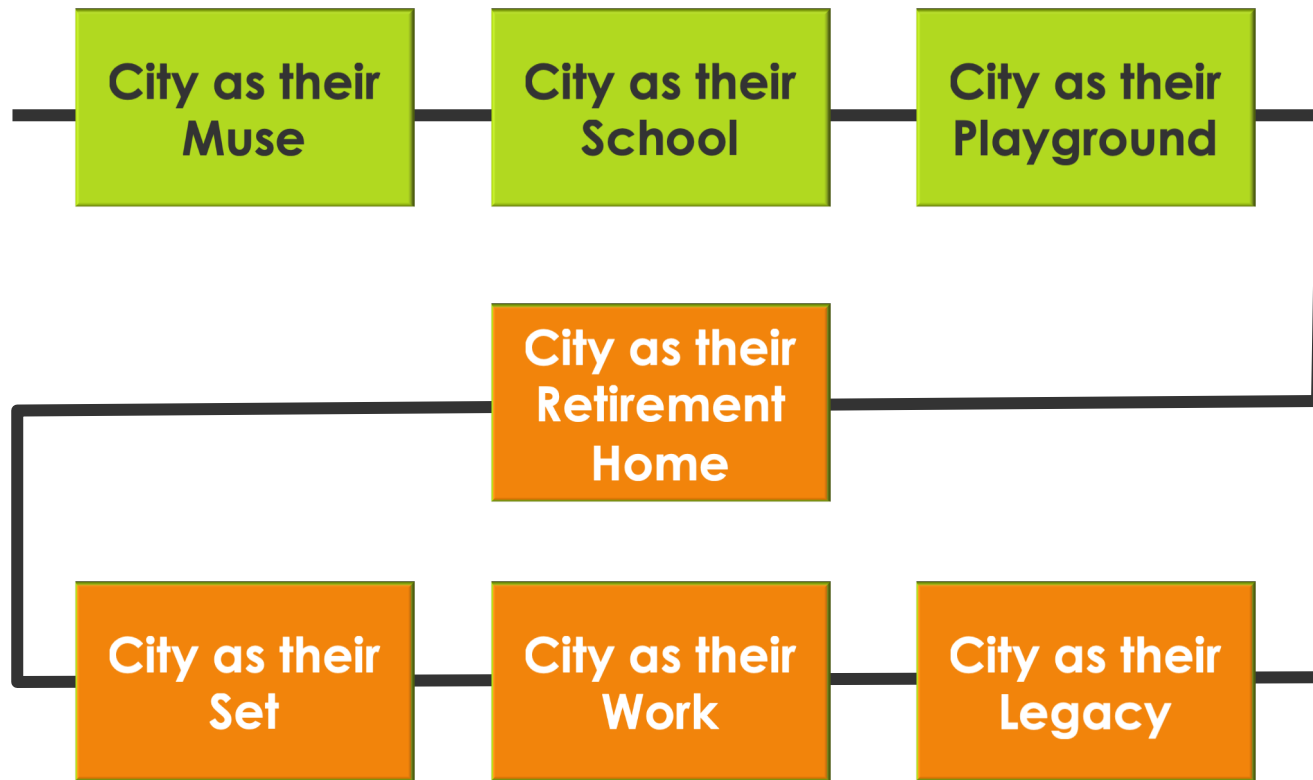 City as their
Muse
City as their
School
City as their
Playground
City as their
Retirement
Home
City as their
Set
City as their
Work
City as their
Legacy